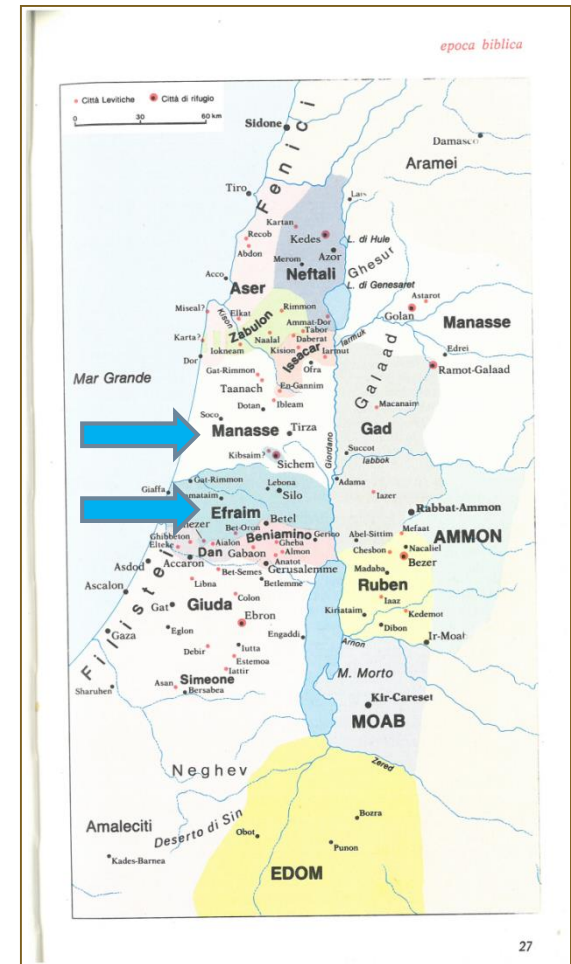 epoca biblica
Città Levitiche
Città di rifugio
0 30 60 km
Sidone
Damasco
Aramei
Fenici
Tiro
Lais
Kartan
Recob
Kedes
L. di Hule
Abdon
Merom
Azor
Ghesur
Acco
Neftali
Aser
L. di Genesaret
Astarot
Miseal?
Kison
Elkat
Rimmon
Golan
Manasse
Zabulon
Ammat-Dor
Tabor
Karta?
Naalal
Daberat
Iarmuk
Iokneam
Kision
Issacar
Iarmut
Edrei
Dor
Ofra
Gat-Rimmon
Galaad
Ramot-Galaad
Mar Grande
Taanach
En-Gannim
Ibleam
Macanaim
Dotan
Soco
Gad
Manasse
Tirza
Giordano
Kibsaim?
Succot
Sichem
Iabbok
Gat-Rimmon
Lebona
Adama
Giaffa
Silo
Iazer
Efraim
Rabbat-Ammon
Betel
Bet-Oron
Beniamino
Mefaat
AMMON
Ghibbeton
Aialon
Gheba
Gerico
Abel-Sittim
Elteke
Dan
Gabaon
Almon
Chesbon
Nacaliel
Asdod
Accaron
Anatot
Bezer
Gerusalemme
Madaba
Bet-Semes
Ascalon
Libna
Betlemme
Ruben
Filistei
Colon
Iaaz
Gat
Giuda
Kiriataim
Kedemot
Ebron
Gaza
Eglon
Dibon
Engaddi
Arnon
Ir-Moab
Debir
Iutta
Estemoa
Iattir
M. Morto
Simeone
Asan
Sharuhen
Bersabea
Kir-Careset
MOAB
Neghev
Zered
Amaleciti
Deserto di Sin
Bozra
Obot
Punon
Kades-Barnea
EDOM
27